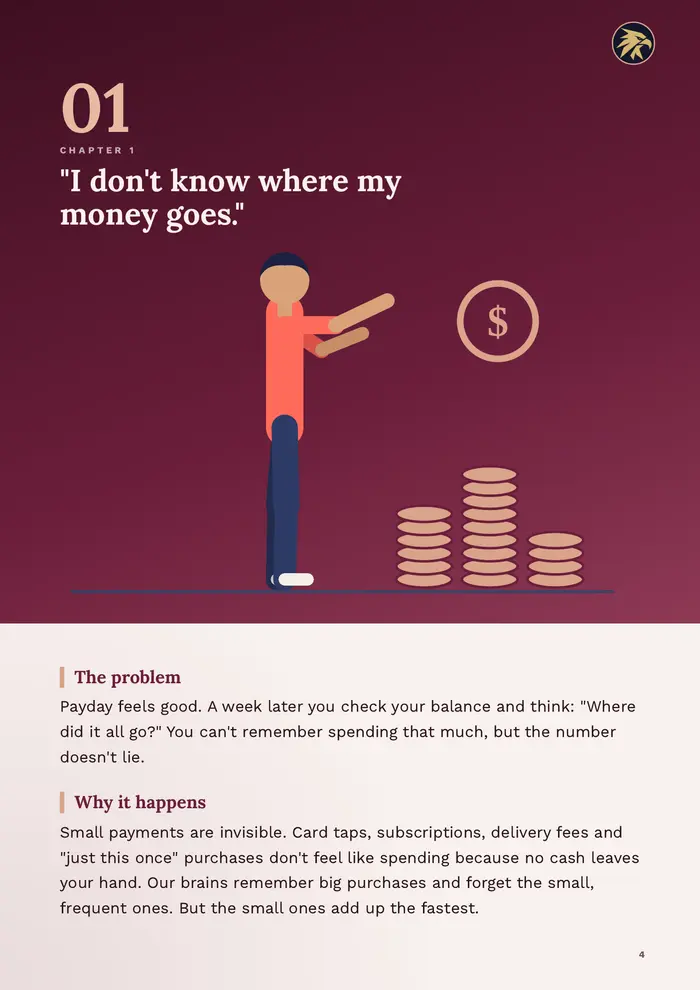 01
CHAPTER 1
"I don't know where my
money goes."
$
The problem
Payday feels good. A week later you check your balance and think: "Where
did it all go?" You can't remember spending that much, but the number
doesn't lie.
Why it happens
Small payments are invisible. Card taps, subscriptions, delivery fees and
"just this once" purchases don't feel like spending because no cash leaves
your hand. Our brains remember big purchases and forget the small,
frequent ones. But the small ones add up the fastest.
4